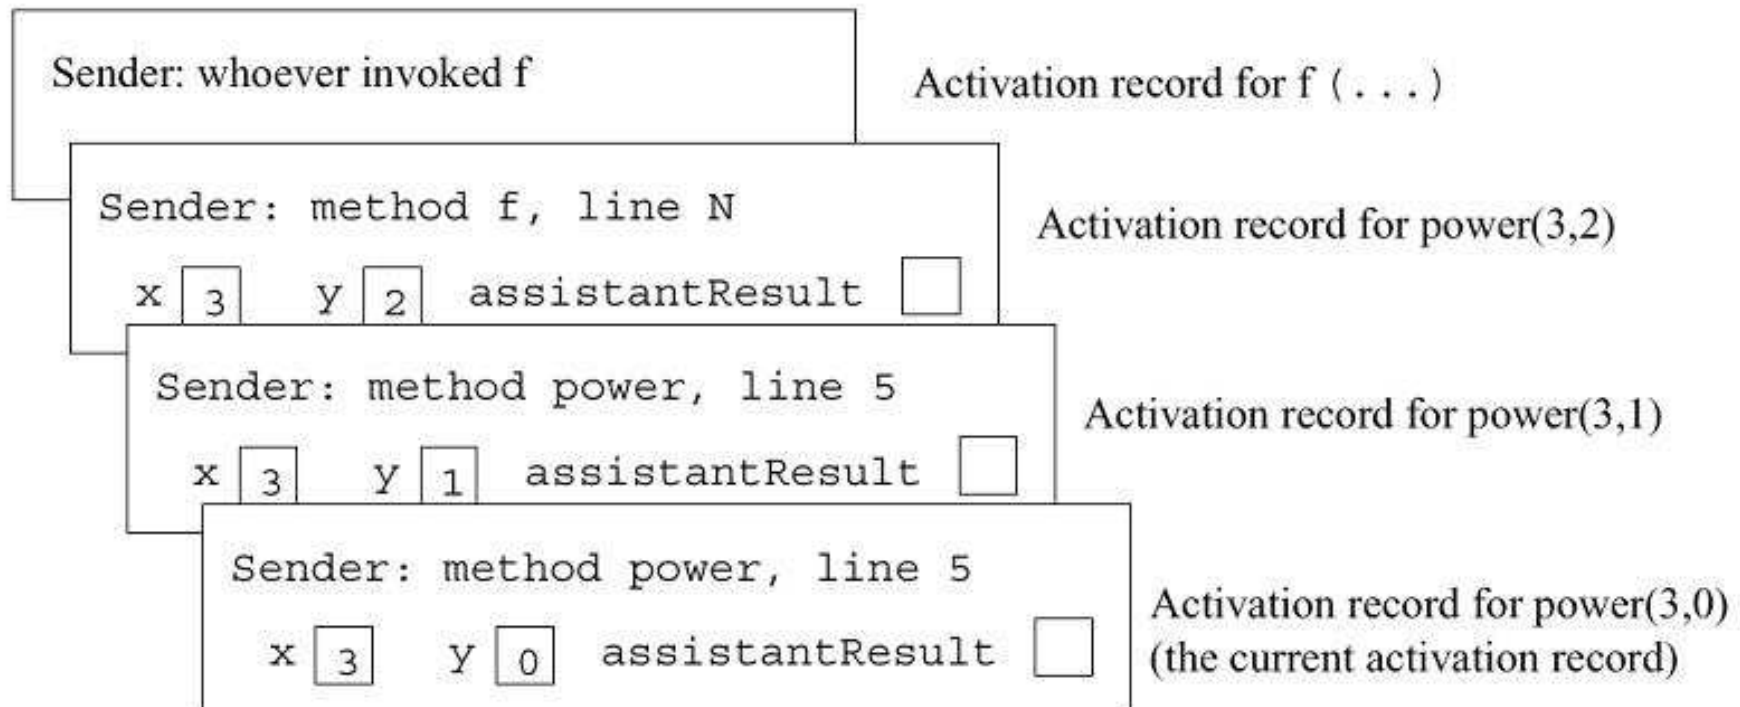 Sender: whoever invoked f
Activation record for f (...)
Sender: method f, line N
Activation record for power(3,2)
x 3 y 2 assistantResult
Sender: method power, line 5
Activation record for power(3,1)
x 3 y 1 assistantResult
Sender: method power, line 5
Activation record for power(3,0)
(the current activation record)
x 3 y 0 assistantResult